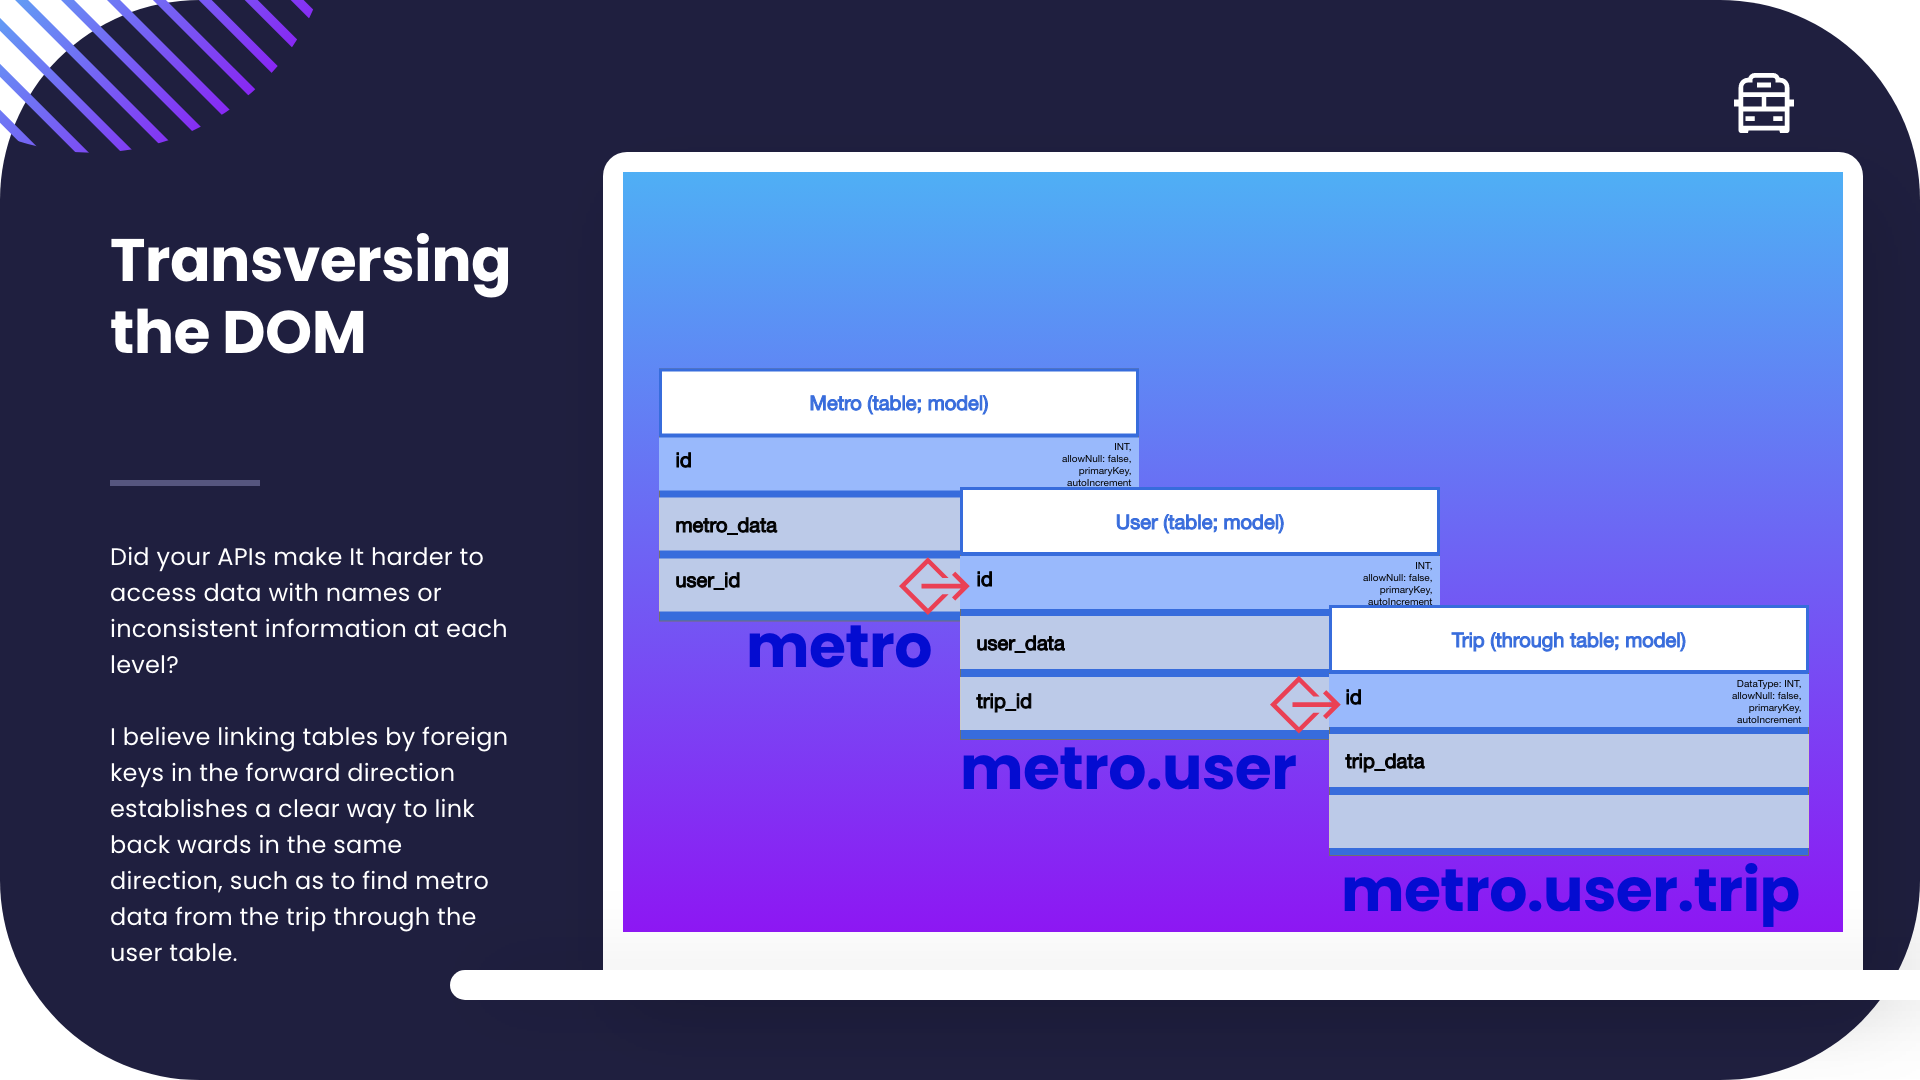 Transversing
the DOM
Did your APIs make It harder to
access data with names or
inconsistent information at each
level?
I believe linking tables by foreign
keys in the forward direction
establishes a clear way to link
back wards in the same
direction, such as to find metro
data from the trip through the
user table.
Metro (table; model)
id
INT,
allowNull: false,
primaryKey,
autoIncrement
metro_data
user_id
metro
User (table; model)
id
INT,
allowNull: false,
primaryKey,
autoIncrement
user_data
trip_id
metro.user
Trip (through table; model)
id
DataType: INT,
allowNull: false,
primaryKey,
autoIncrement
trip_data
metro.user.trip